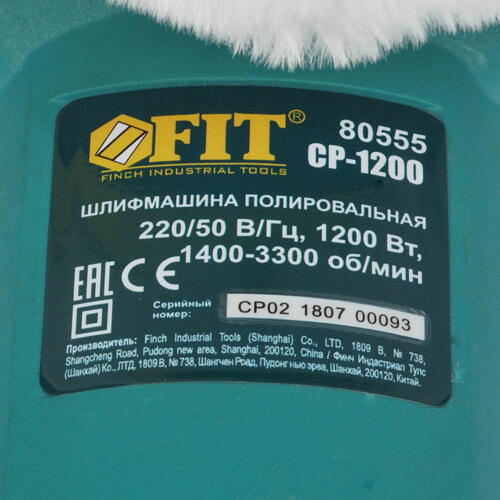 FIT®
FINCH INDUSTRIAL TOOLS
80555
CP-1200
ШЛИФМАШИНА ПОЛИРОВАЛЬНАЯ
220/50 В/Гц, 1200 Вт,
1400-3300 об/мин
EAC CE
Серийный
номер:
CP02 1807 00093
Производитель: Finch Industrial Tools (Shanghai) Co., LTD, 1809 B, № 738,
Shangcheng Road, Pudong new area, Shanghai, 200120, China / Финч Индастриал Тулс
(Шанхай) Ко., ЛТД, 1809 В, № 738, Шангчен Роад, Пудонг нью эреа, Шанхай, 200120, Китай.